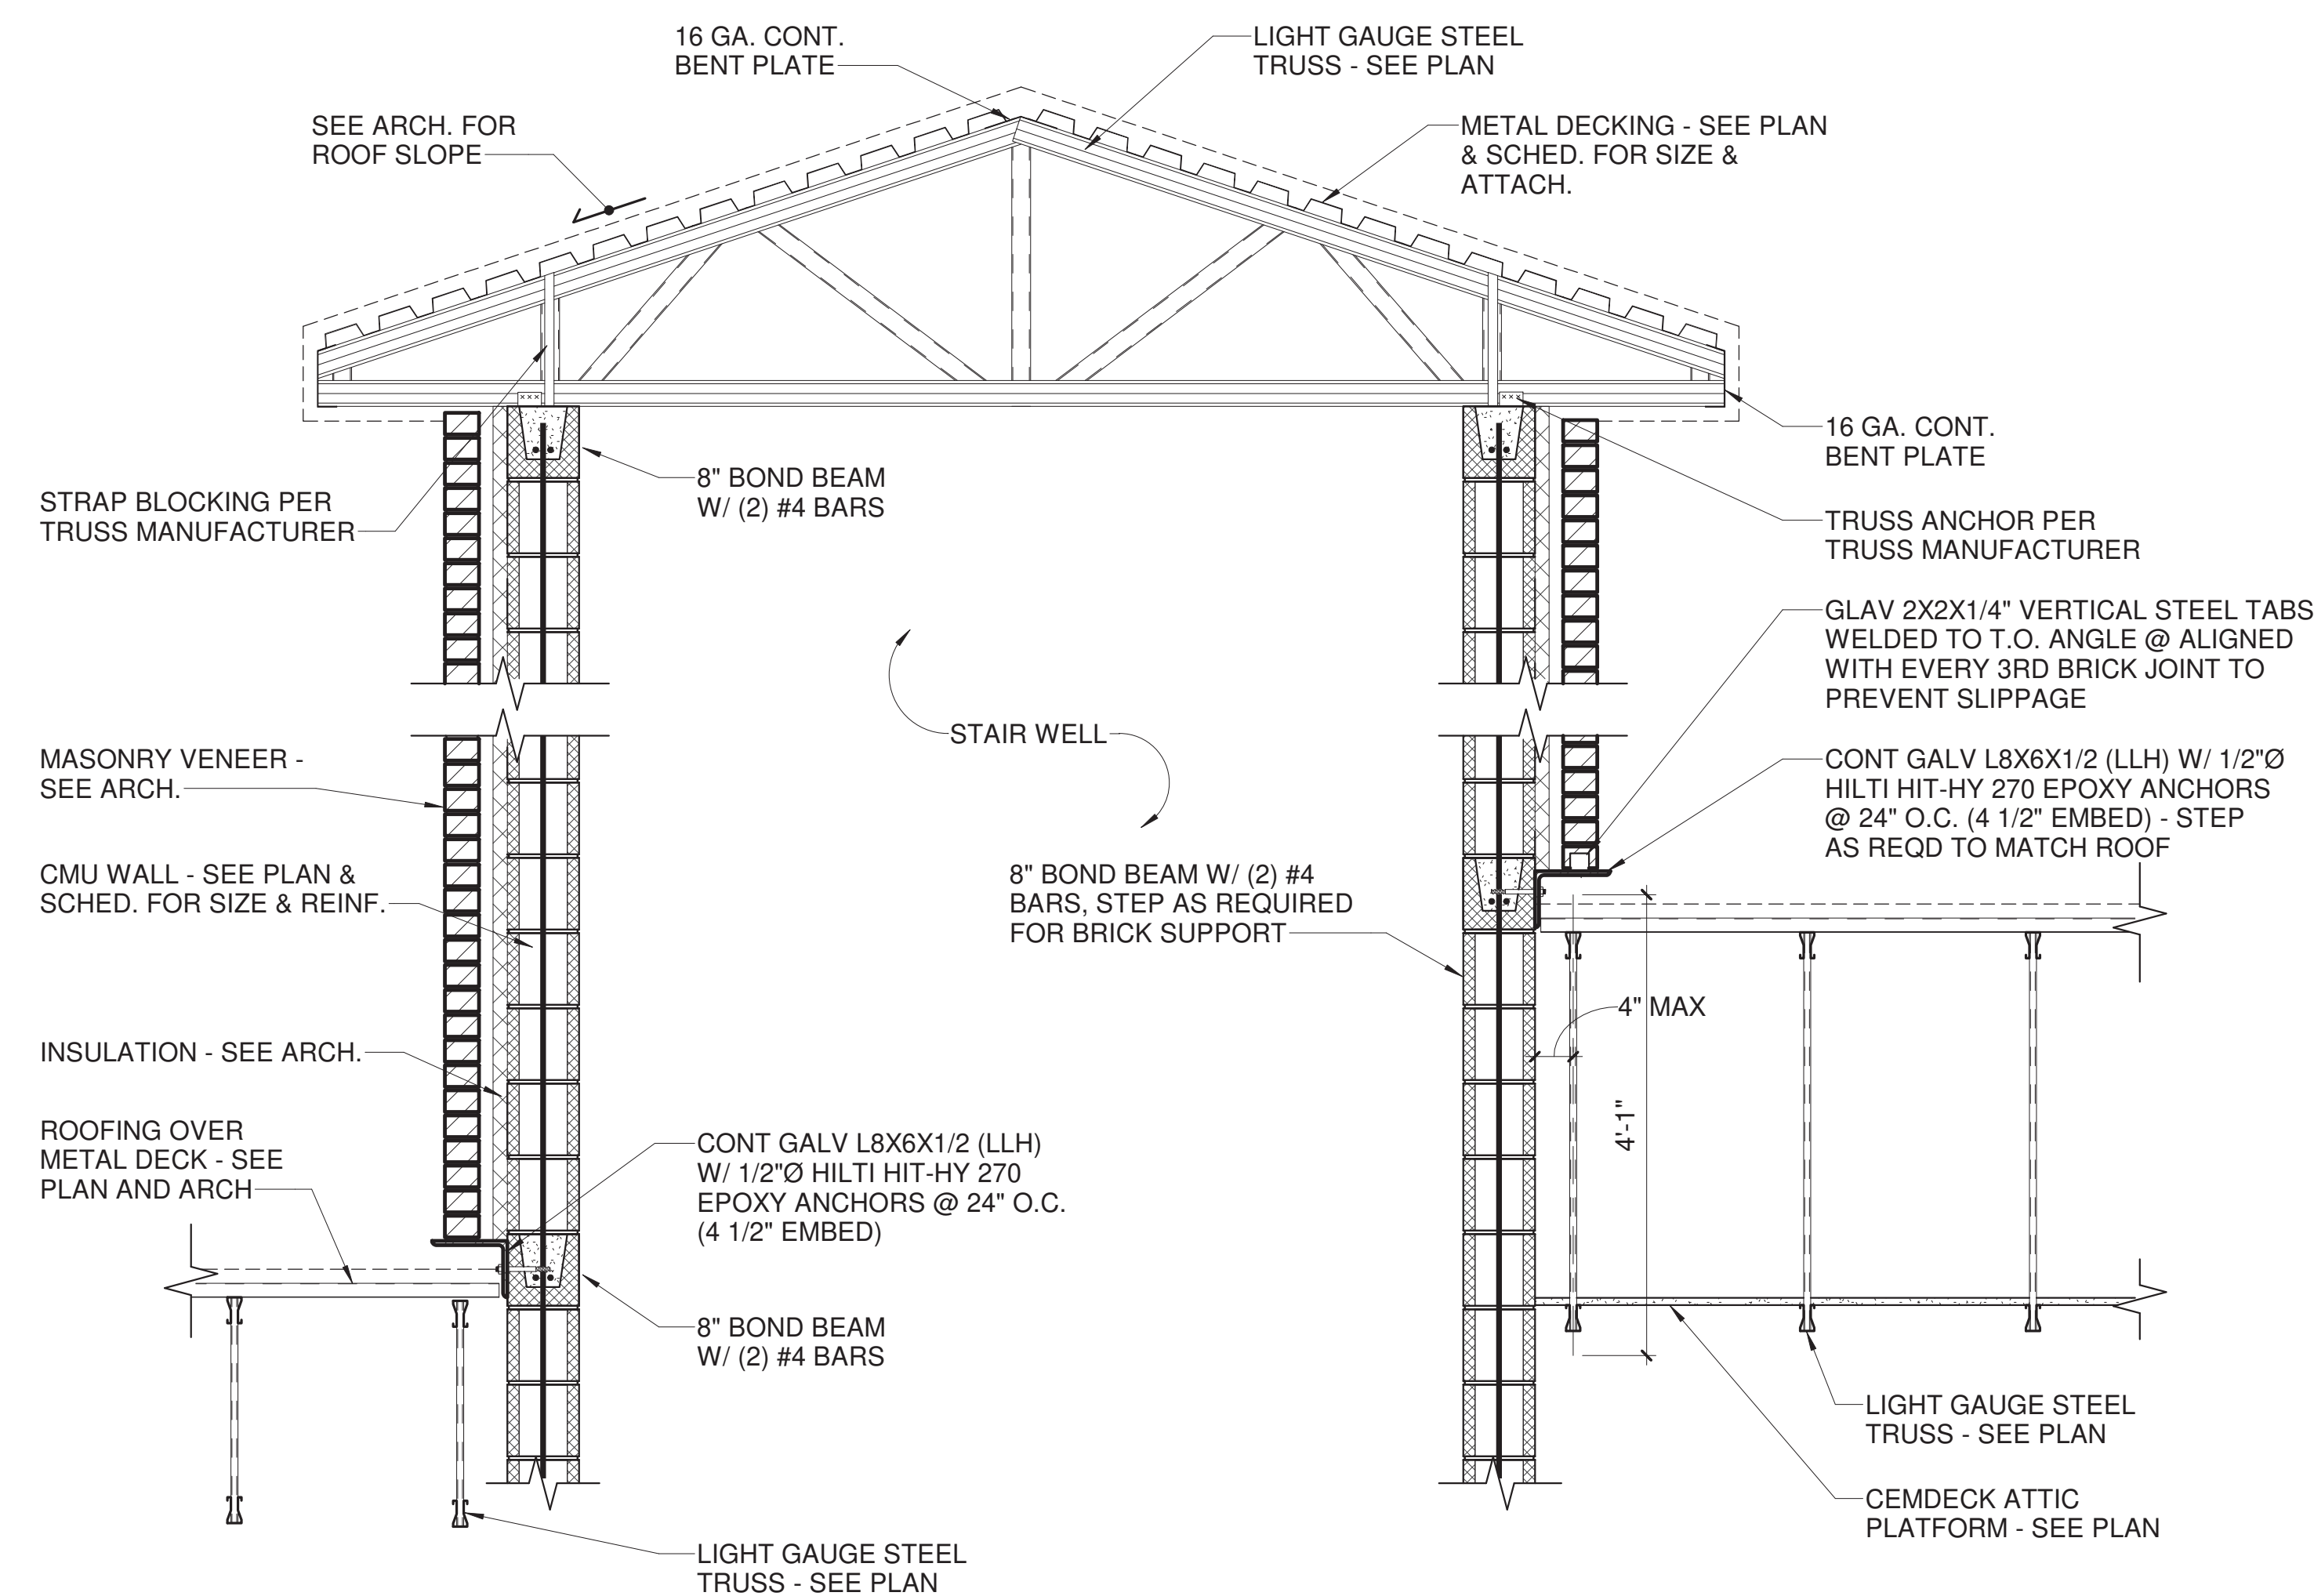 16 GA. CONT.
BENT PLATE
LIGHT GAUGE STEEL
TRUSS - SEE PLAN
SEE ARCH. FOR
ROOF SLOPE
METAL DECKING - SEE PLAN
& SCHED. FOR SIZE &
ATTACH.
16 GA. CONT.
BENT PLATE
8" BOND BEAM
W/ (2) #4 BARS
STRAP BLOCKING PER
TRUSS MANUFACTURER
TRUSS ANCHOR PER
TRUSS MANUFACTURER
GLAV 2X2X1/4" VERTICAL STEEL TABS
WELDED TO T.O. ANGLE @ ALIGNED
WITH EVERY 3RD BRICK JOINT TO
PREVENT SLIPPAGE
STAIR WELL
MASONRY VENEER -
SEE ARCH.
CONT GALV L8X6X1/2 (LLH) W/ 1/2"Ø
HILTI HIT-HY 270 EPOXY ANCHORS
@ 24" O.C. (4 1/2" EMBED) - STEP
AS REQD TO MATCH ROOF
CMU WALL - SEE PLAN &
SCHED. FOR SIZE & REINF.
8" BOND BEAM W/ (2) #4
BARS, STEP AS REQUIRED
FOR BRICK SUPPORT
4" MAX
INSULATION - SEE ARCH.
4'-1"
ROOFING OVER
METAL DECK - SEE
PLAN AND ARCH
CONT GALV L8X6X1/2 (LLH)
W/ 1/2"Ø HILTI HIT-HY 270
EPOXY ANCHORS @ 24" O.C.
(4 1/2" EMBED)
8" BOND BEAM
W/ (2) #4 BARS
LIGHT GAUGE STEEL
TRUSS - SEE PLAN
CEMDECK ATTIC
PLATFORM - SEE PLAN
LIGHT GAUGE STEEL
TRUSS - SEE PLAN